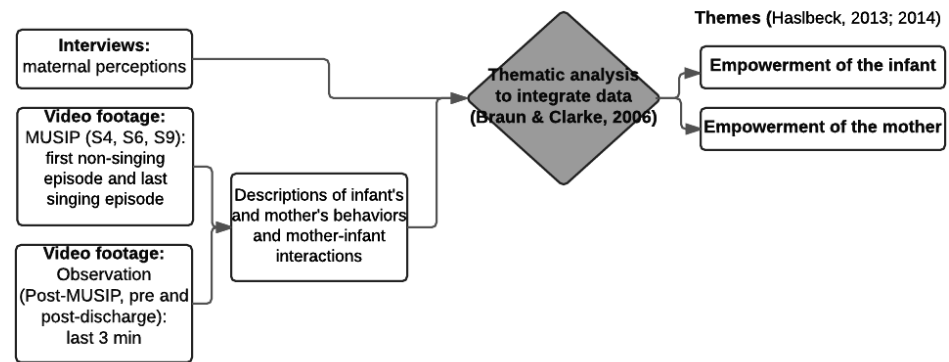 Interviews:
maternal perceptions
Video footage:
MUSIP (S4, S6, S9):
first non-singing
episode and last
singing episode
Video footage:
Observation
(Post-MUSIP, pre and
post-discharge):
last 3 min
Descriptions of infant's
and mother's behaviors
and mother-infant
interactions
Thematic analysis
to integrate data
(Braun & Clarke, 2006)
Themes (Haslbeck, 2013; 2014)
Empowerment of the infant
Empowerment of the mother